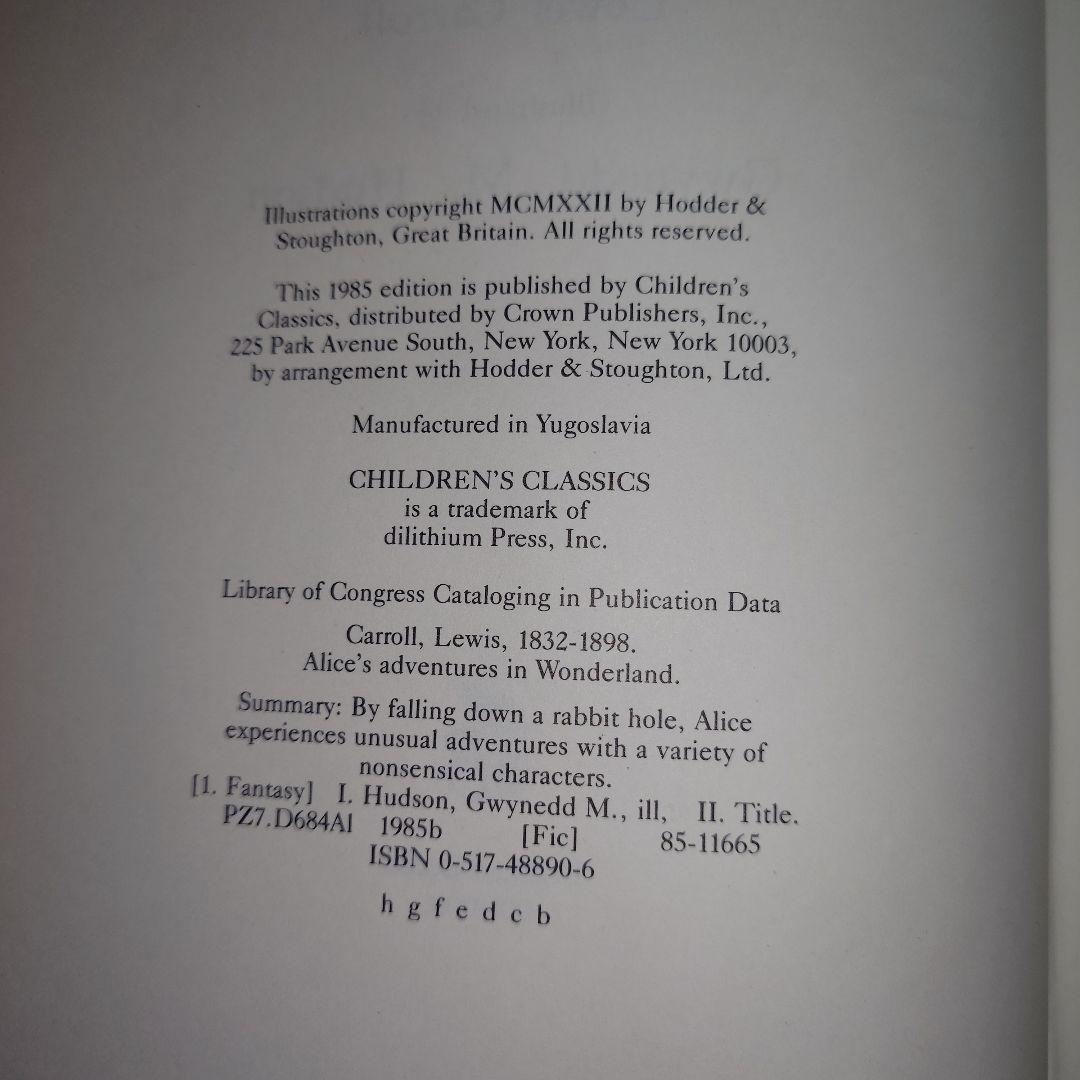 Illustrations copyright MCMXXII by Hodder &
Stoughton, Great Britain. All rights reserved.
This 1985 edition is published by Children's
Classics, distributed by Crown Publishers, Inc.,
225 Park Avenue South, New York, New York 10003,
by arrangement with Hodder & Stoughton, Ltd.
Manufactured in Yugoslavia
CHILDREN'S CLASSICS
is a trademark of
dilithium Press, Inc.
Library of Congress Cataloging in Publication Data
Carroll, Lewis, 1832-1898.
Alice's adventures in Wonderland.
Summary: By falling down a rabbit hole, Alice
experiences unusual adventures with a variety of
nonsensical characters.
[1. Fantasy] I. Hudson, Gwynedd M., ill, II. Title.
PZ7.D684Al 1985b [Fic] 85-11665
ISBN 0-517-48890-6
h g f e d c b